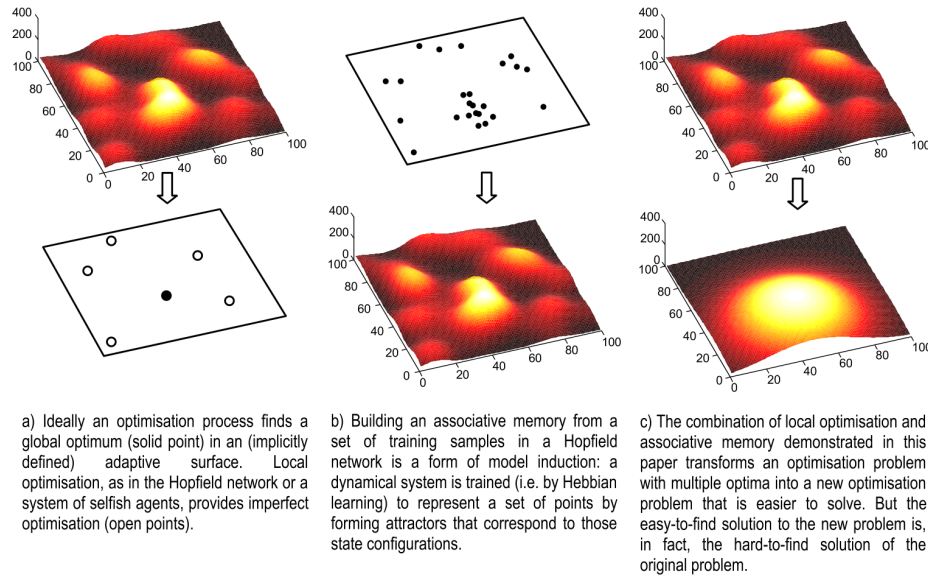 400
200
0
100
80
60
40
20
0
0
20
40
60
80
100
400
200
0
100
80
60
40
20
0
0
20
40
60
80
100
400
200
0
100
80
60
40
20
0
0
20
40
60
80
100
400
200
0
100
80
60
40
20
0
0
20
40
60
80
100
a) Ideally an optimisation process finds a
global optimum (solid point) in an (implicitly
defined) adaptive surface. Local
optimisation, as in the Hopfield network or a
system of selfish agents, provides imperfect
optimisation (open points).
b) Building an associative memory from a
set of training samples in a Hopfield
network is a form of model induction: a
dynamical system is trained (i.e. by Hebbian
learning) to represent a set of points by
forming attractors that correspond to those
state configurations.
c) The combination of local optimisation and
associative memory demonstrated in this
paper transforms an optimisation problem
with multiple optima into a new optimisation
problem that is easier to solve. But the
easy-to-find solution to the new problem is,
in fact, the hard-to-find solution of the
original problem.